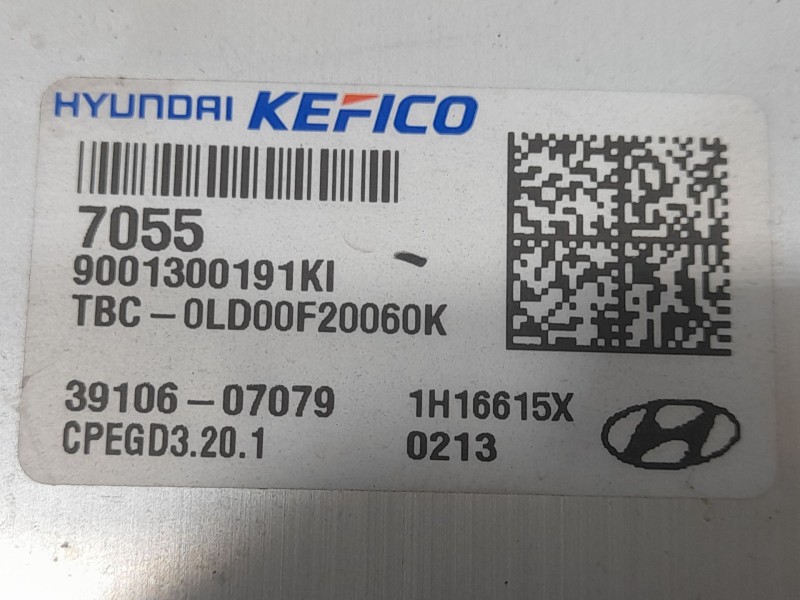 HYUNDAI KEFICO
7055
9001300191KI
TBC-0LD00F20060K
39106-07079 1H16615X
CPEGD3.20.1 0213